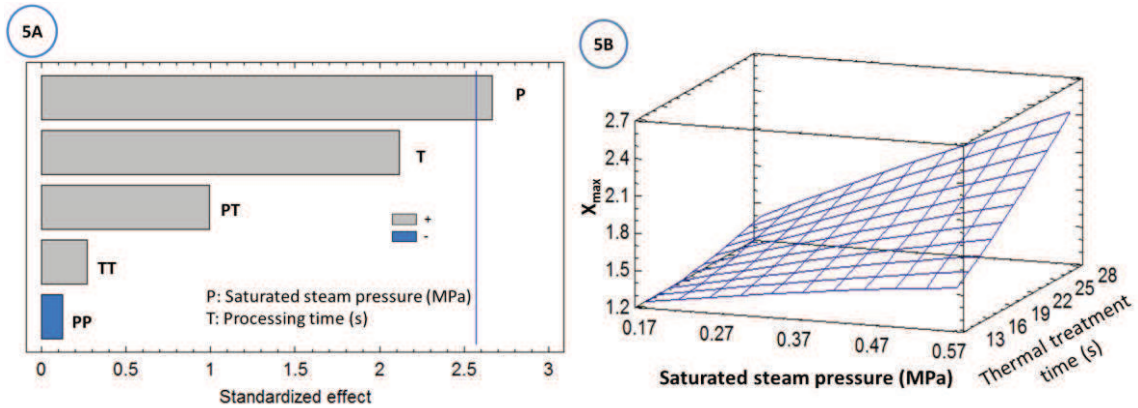 5A
P
T
PT
TT
PP
+
-
P: Saturated steam pressure (MPa)
T: Processing time (s)
0 0.5 1 1.5 2 2.5 3
Standardized effect
5B
2.7
2.4
2.1
1.8
1.5
1.2
Xmax
0.17 0.27 0.37 0.47 0.57
Saturated steam pressure (MPa)
13 16 19 22 25 28
Thermal treatment
time (s)